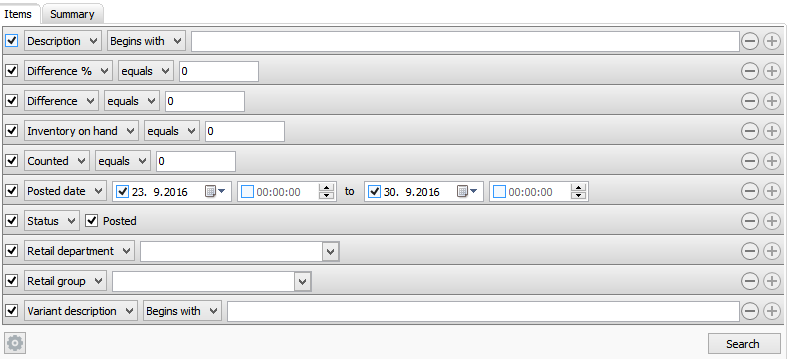 Items Summary
Description Begins with
Difference % equals 0
Difference equals 0
Inventory on hand equals 0
Counted equals 0
Posted date 23. 9.2016 00:00:00 to 30. 9.2016 00:00:00
Status Posted
Retail department
Retail group
Variant description Begins with
Search